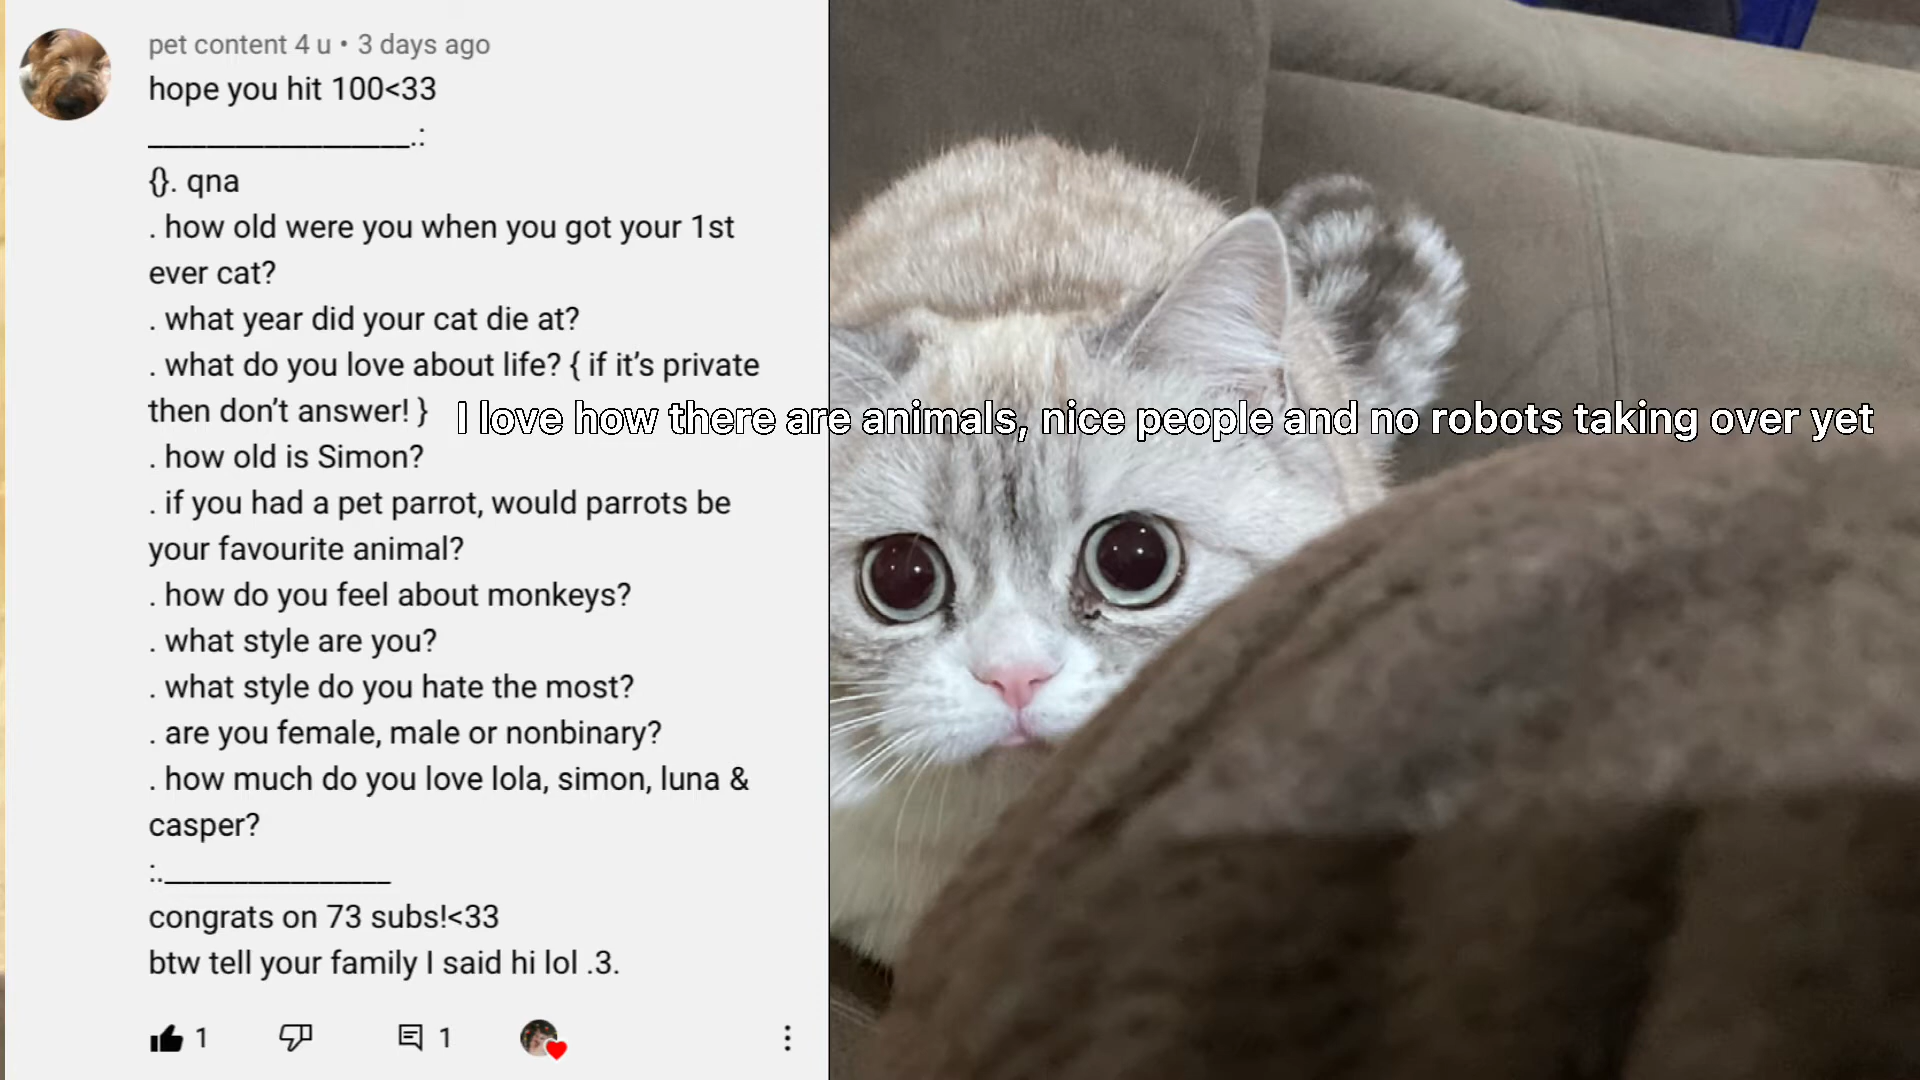 pet content 4 u • 3 days ago
hope you hit 100<33
_________________.:
{}. qna
. how old were you when you got your 1st
ever cat?
. what year did your cat die at?
. what do you love about life? { if it’s private
then don’t answer! }
I love how there are animals, nice people and no robots taking over yet
. how old is Simon?
. if you had a pet parrot, would parrots be
your favourite animal?
. how do you feel about monkeys?
. what style are you?
. what style do you hate the most?
. are you female, male or nonbinary?
. how much do you love lola, simon, luna &
casper?
:._______________
congrats on 73 subs!<33
btw tell your family I said hi lol .3.
1 1